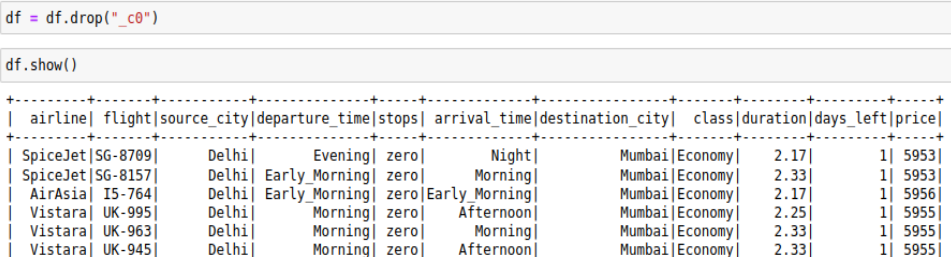 df = df.drop("_c0")
df.show()
+---------+-------+-----------+--------------+-----+-------------+----------------+-------+--------+---------+-----+
|  airline| flight|source_city|departure_time|stops| arrival_time|destination_city|  class|duration|days_left|price|
+---------+-------+-----------+--------------+-----+-------------+----------------+-------+--------+---------+-----+
| SpiceJet|SG-8709|      Delhi|       Evening| zero|        Night|          Mumbai|Economy|    2.17|        1| 5953|
| SpiceJet|SG-8157|      Delhi| Early_Morning| zero|      Morning|          Mumbai|Economy|    2.33|        1| 5953|
|  AirAsia| I5-764|      Delhi| Early_Morning| zero|Early_Morning|          Mumbai|Economy|    2.17|        1| 5956|
|  Vistara| UK-995|      Delhi|       Morning| zero|    Afternoon|          Mumbai|Economy|    2.25|        1| 5955|
|  Vistara| UK-963|      Delhi|       Morning| zero|      Morning|          Mumbai|Economy|    2.33|        1| 5955|
|  Vistara| UK-945|      Delhi|       Morning| zero|    Afternoon|          Mumbai|Economy|    2.33|        1| 5955|